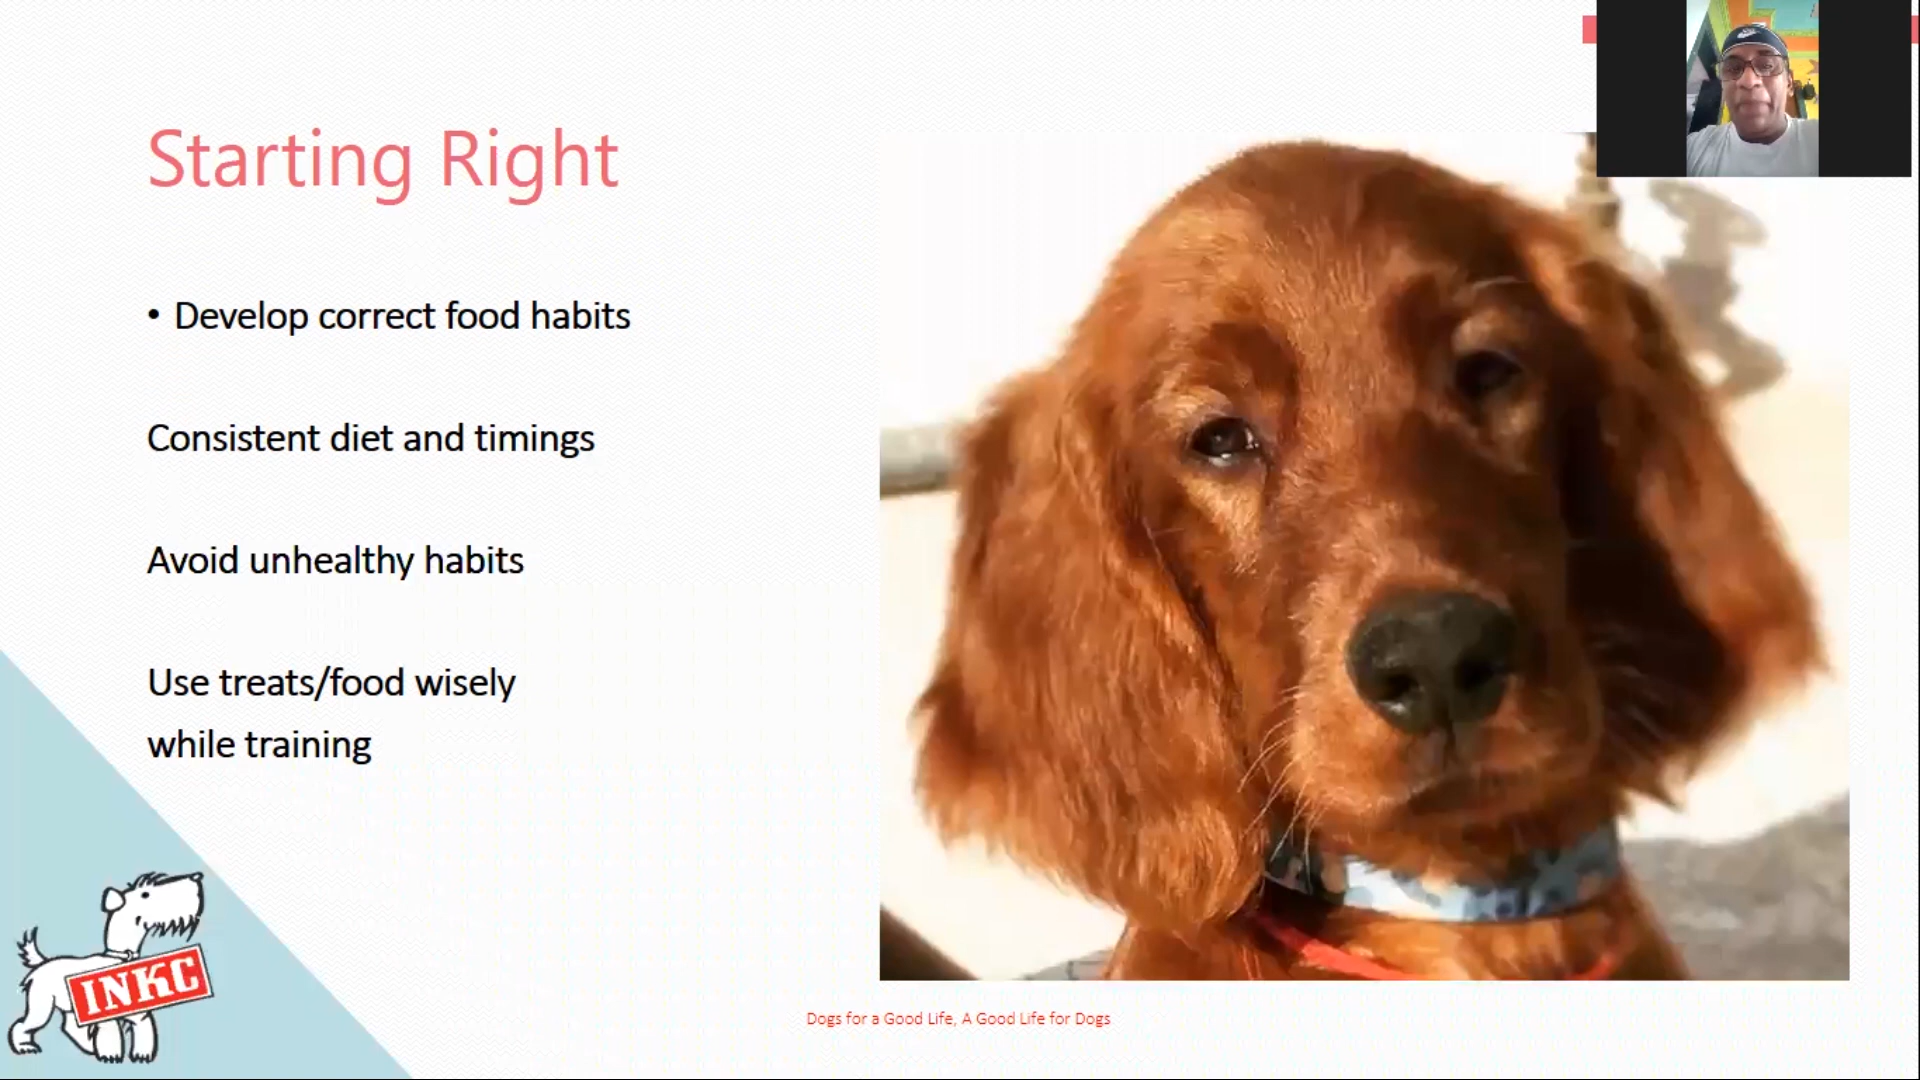 Starting Right
• Develop correct food habits
Consistent diet and timings
Avoid unhealthy habits
Use treats/food wisely
while training
INKC
Dogs for a Good Life, A Good Life for Dogs